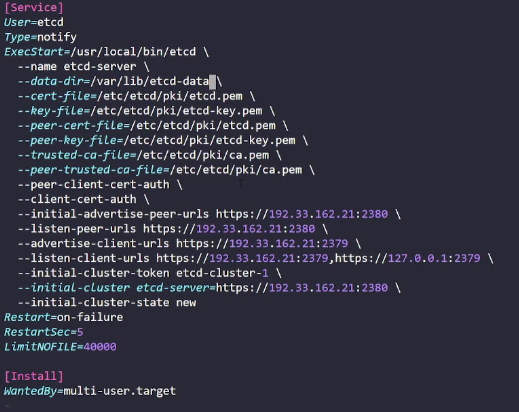 [Service]
User=etcd
Type=notify
ExecStart=/usr/local/bin/etcd \
  --name etcd-server \
  --data-dir=/var/lib/etcd-data \
  --cert-file=/etc/etcd/pki/etcd.pem \
  --key-file=/etc/etcd/pki/etcd-key.pem \
  --peer-cert-file=/etc/etcd/pki/etcd.pem \
  --peer-key-file=/etc/etcd/pki/etcd-key.pem \
  --trusted-ca-file=/etc/etcd/pki/ca.pem \
  --peer-trusted-ca-file=/etc/etcd/pki/ca.pem \
  --peer-client-cert-auth \
  --client-cert-auth \
  --initial-advertise-peer-urls https://192.33.162.21:2380 \
  --listen-peer-urls https://192.33.162.21:2380 \
  --advertise-client-urls https://192.33.162.21:2379 \
  --listen-client-urls https://192.33.162.21:2379,https://127.0.0.1:2379 \
  --initial-cluster-token etcd-cluster-1 \
  --initial-cluster etcd-server=https://192.33.162.21:2380 \
  --initial-cluster-state new
Restart=on-failure
RestartSec=5
LimitNOFILE=40000

[Install]
WantedBy=multi-user.target
~